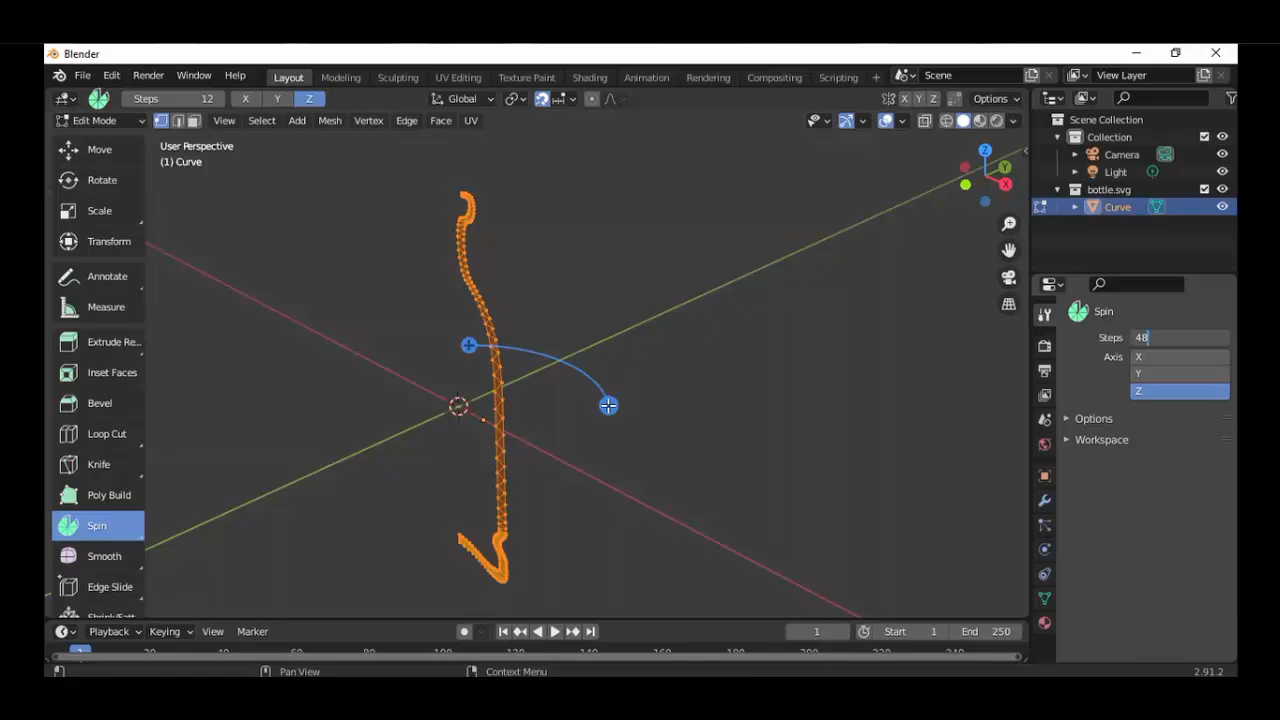 Blender
File Edit Render Window Help Layout Modeling Sculpting UV Editing Texture Paint Shading Animation Rendering Compositing Scripting + Scene View Layer
Steps 12 X Y Z Global X Y Z Options
Edit Mode View Select Add Mesh Vertex Edge Face UV
Scene Collection
Collection
Camera
Light
bottle.svg
Curve
User Perspective
(1) Curve
Z
Y
X
Move
Rotate
Scale
Transform
Annotate
Measure
Extrude Re...
Inset Faces
Bevel
Loop Cut
Knife
Poly Build
Spin
Smooth
Edge Slide
Spin
Steps 48
Axis X
Y
Z
Options
Workspace
Playback Keying View Marker 1 Start 1 End 250
Pan View Context Menu 2.91.2